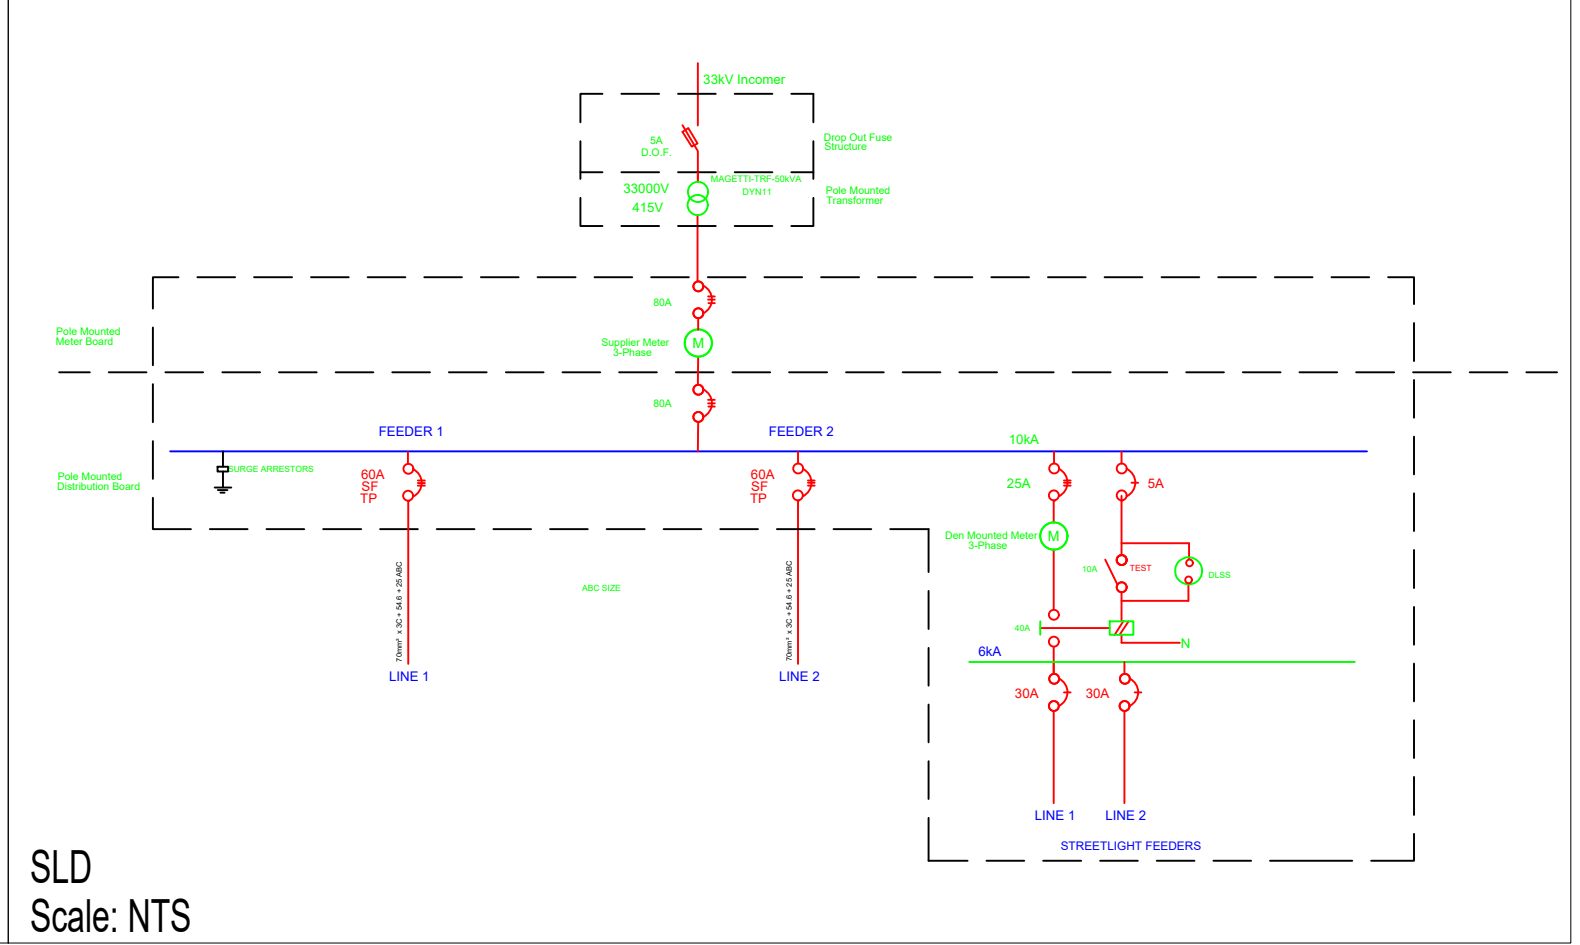 33kV Incomer
5A
D.O.F.
Drop Out Fuse
Structure
MAGETTI-TRF-50kVA
DYN11
33000V
415V
Pole Mounted
Transformer
80A
Pole Mounted
Meter Board
Supplier Meter
3-Phase
M
80A
FEEDER 1
FEEDER 2
10kA
SURGE ARRESTORS
Pole Mounted
Distribution Board
60A
SF
TP
60A
SF
TP
25A
5A
Den Mounted Meter
3-Phase
M
10A
TEST
DLSS
70mm² x 3C + 54.6 + 25 ABC
ABC SIZE
70mm² x 3C + 54.6 + 25 ABC
40A
N
6kA
LINE 1
LINE 2
30A
30A
LINE 1
LINE 2
STREETLIGHT FEEDERS
SLD
Scale: NTS